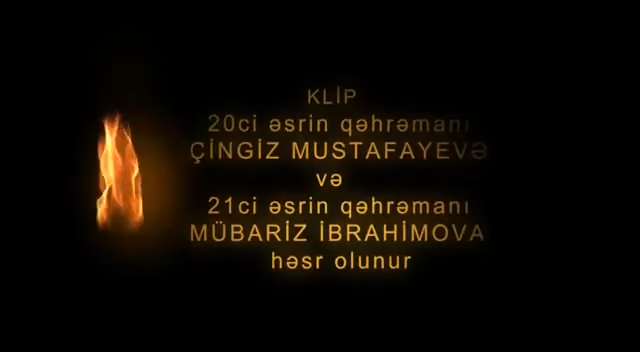 KLİP
20ci əsrin qəhrəmanı
ÇİNGİZ MUSTAFAYEVƏ
və
21ci əsrin qəhrəmanı
MÜBARİZ İBRAHİMOVA
həsr olunur